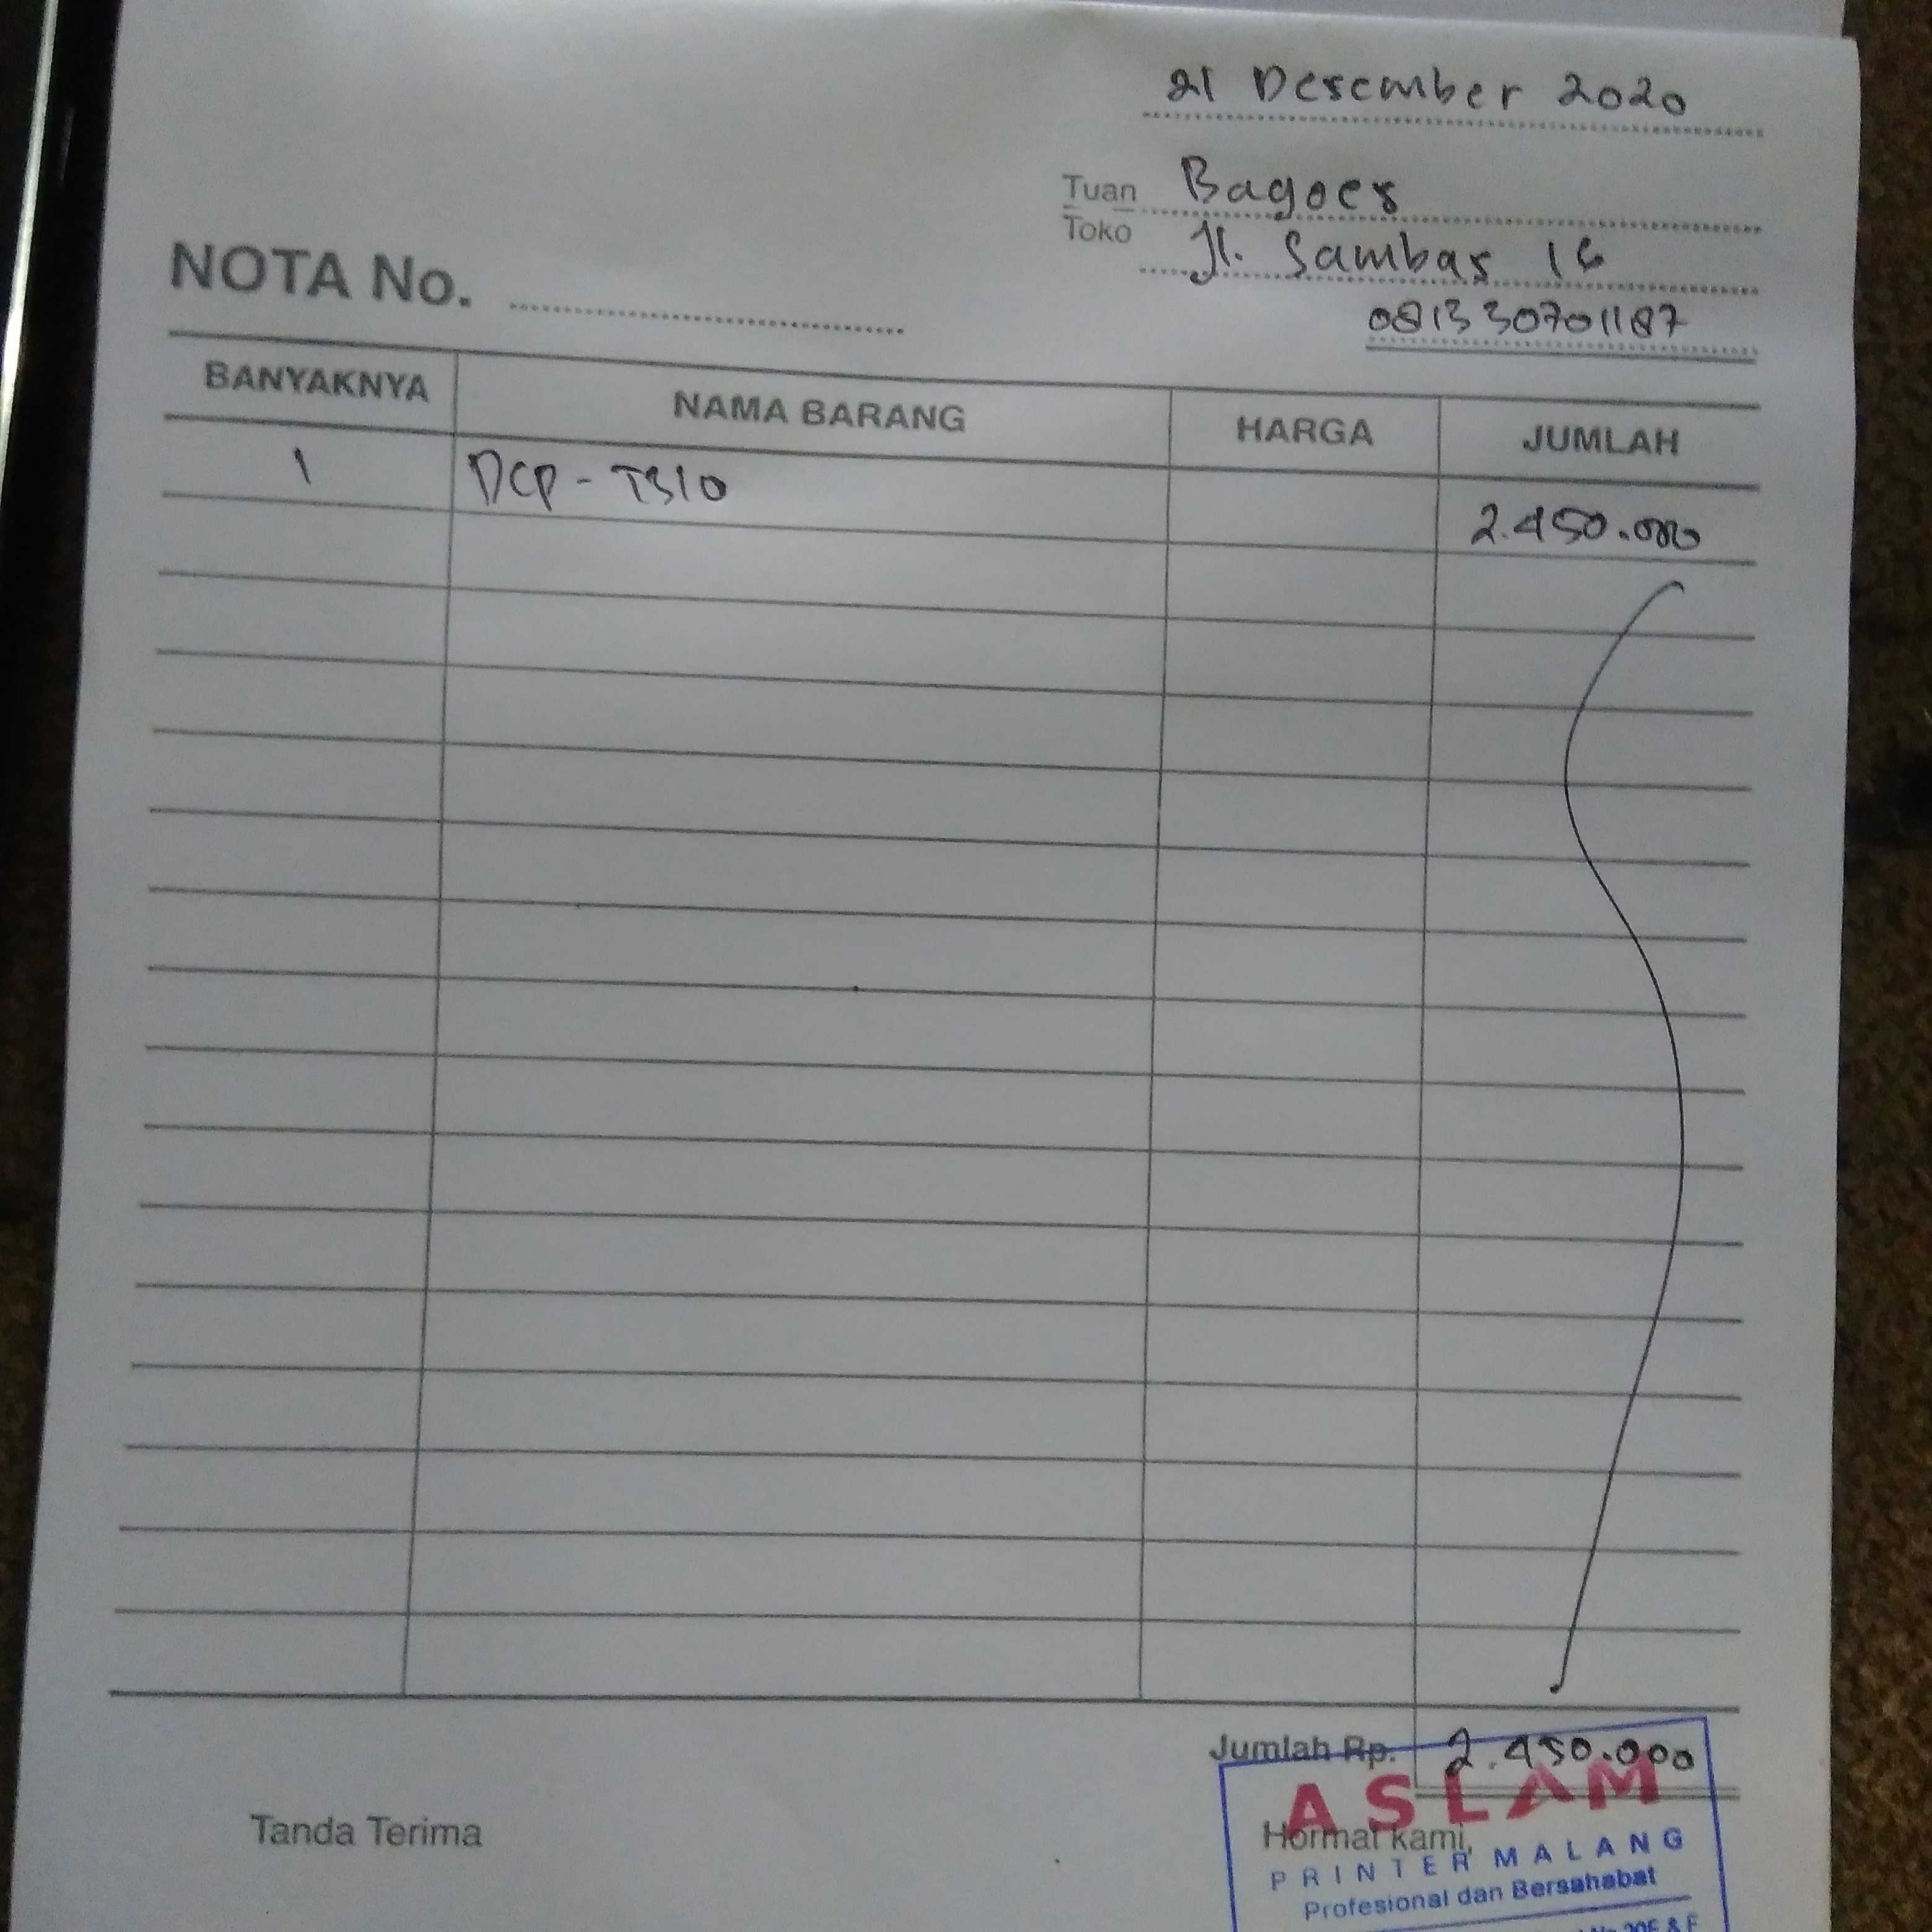 21 Desember 2020
Tuan Bagoes
Toko Jl. Sambas 16
NOTA No.
081330701187
BANYAKNYA NAMA BARANG HARGA JUMLAH
1 DCP - T310 2.450.000
Jumlah Rp. 2.450.000
ASLAM
Tanda Terima Hormat kami,
PRINTER MALANG
Profesional dan Bersahabat